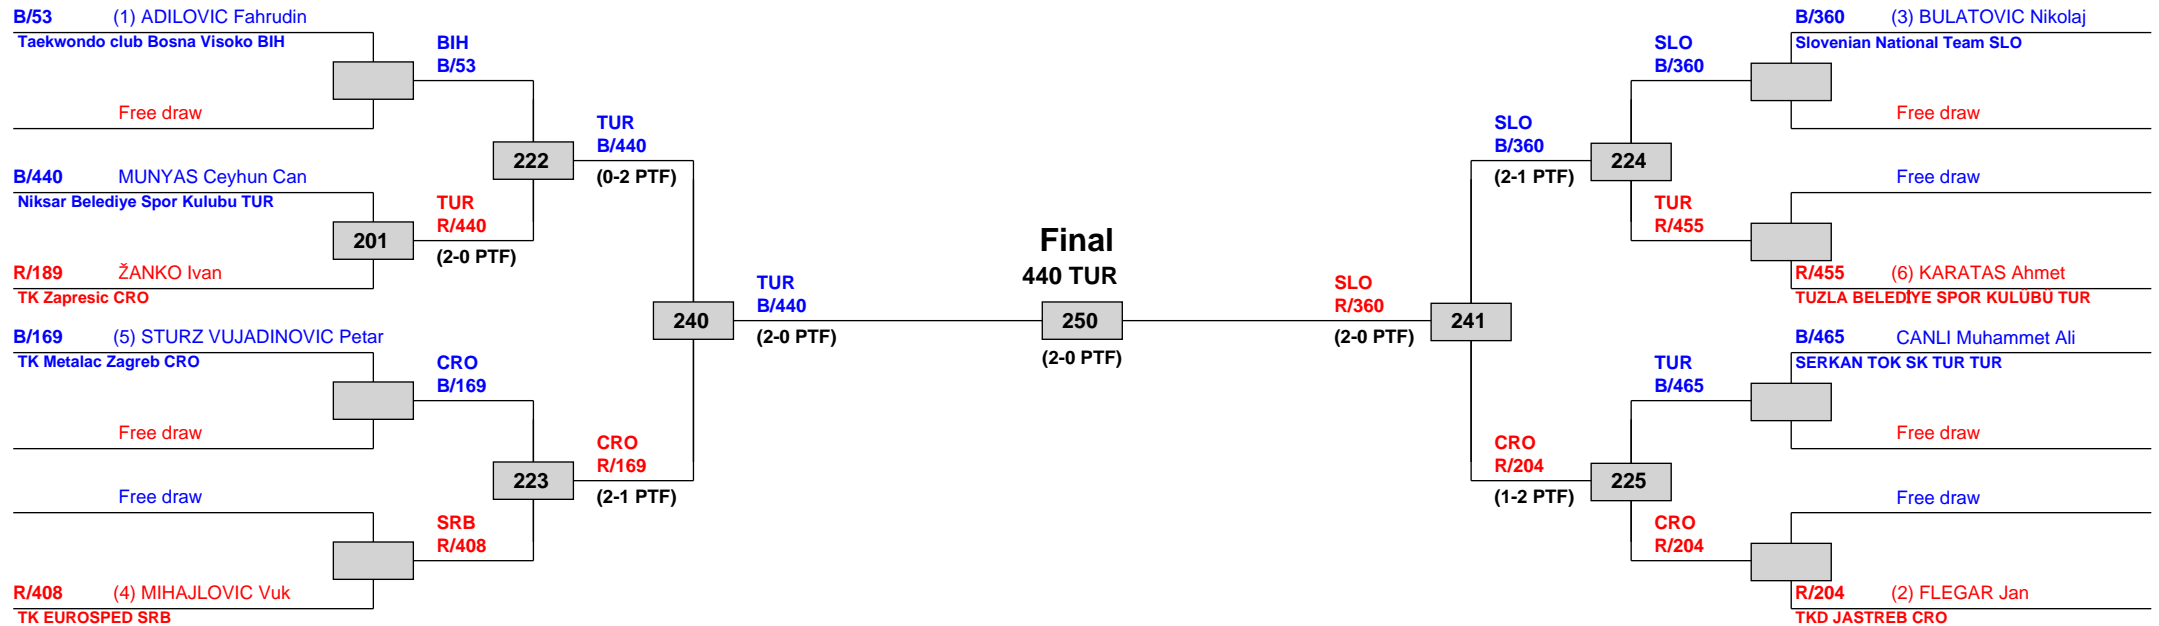 B/53 (1) ADILOVIC Fahrudin
Taekwondo club Bosna Visoko BIH
Free draw
B/440 MUNYAS Ceyhun Can
Niksar Belediye Spor Kulubu TUR
R/189 ŽANKO Ivan
TK Zapresic CRO
B/169 (5) STURZ VUJADINOVIC Petar
TK Metalac Zagreb CRO
Free draw
Free draw
R/408 (4) MIHAJLOVIC Vuk
TK EUROSPED SRB
BIH
B/53
201
TUR
R/440
(2-0 PTF)
CRO
B/169
SRB
R/408
222
TUR
B/440
(0-2 PTF)
223
CRO
R/169
(2-1 PTF)
240
TUR
B/440
(2-0 PTF)
Final
440 TUR
250
(2-0 PTF)
SLO
R/360
(2-0 PTF)
241
SLO
B/360
(2-1 PTF)
224
CRO
R/204
(1-2 PTF)
225
SLO
B/360
TUR
R/455
TUR
B/465
CRO
R/204
B/360 (3) BULATOVIC Nikolaj
Slovenian National Team SLO
Free draw
Free draw
R/455 (6) KARATAS Ahmet
TUZLA BELEDİYE SPOR KULÜBÜ TUR
B/465 CANLI Muhammet Ali
SERKAN TOK SK TUR TUR
Free draw
Free draw
R/204 (2) FLEGAR Jan
TKD JASTREB CRO